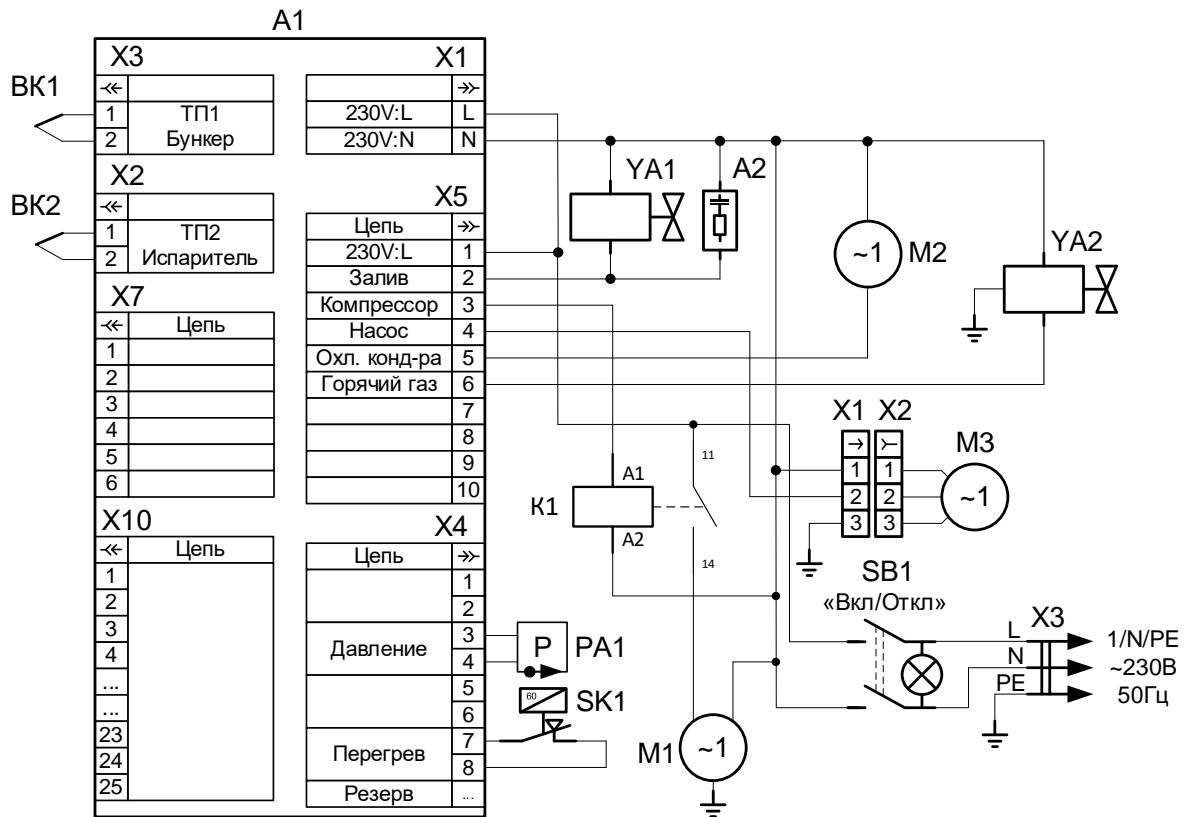 A1
X3
X1
ВК1
1 ТП1
2 Бункер
230V:L L
230V:N N
X2
ВК2
1 ТП2
2 Испаритель
X5
Цепь
230V:L 1
Залив 2
Компрессор 3
Насос 4
Охл. конд-ра 5
Горячий газ 6
7
8
9
10
X7
Цепь
1
2
3
4
5
6
X10
Цепь
1
2
3
4
...
...
23
24
25
X4
Цепь
1
2
Давление
3
4
5
6
Перегрев
7
8
Резерв ...
P PA1
60 SK1
YA1
A2
~1 M2
YA2
K1
A1
A2
11
14
M1 ~1
X1 X2
1 1
2 2
3 3
M3
~1
SB1
«Вкл/Откл»
X3
L 1/N/PE
N ~230В
PE 50Гц